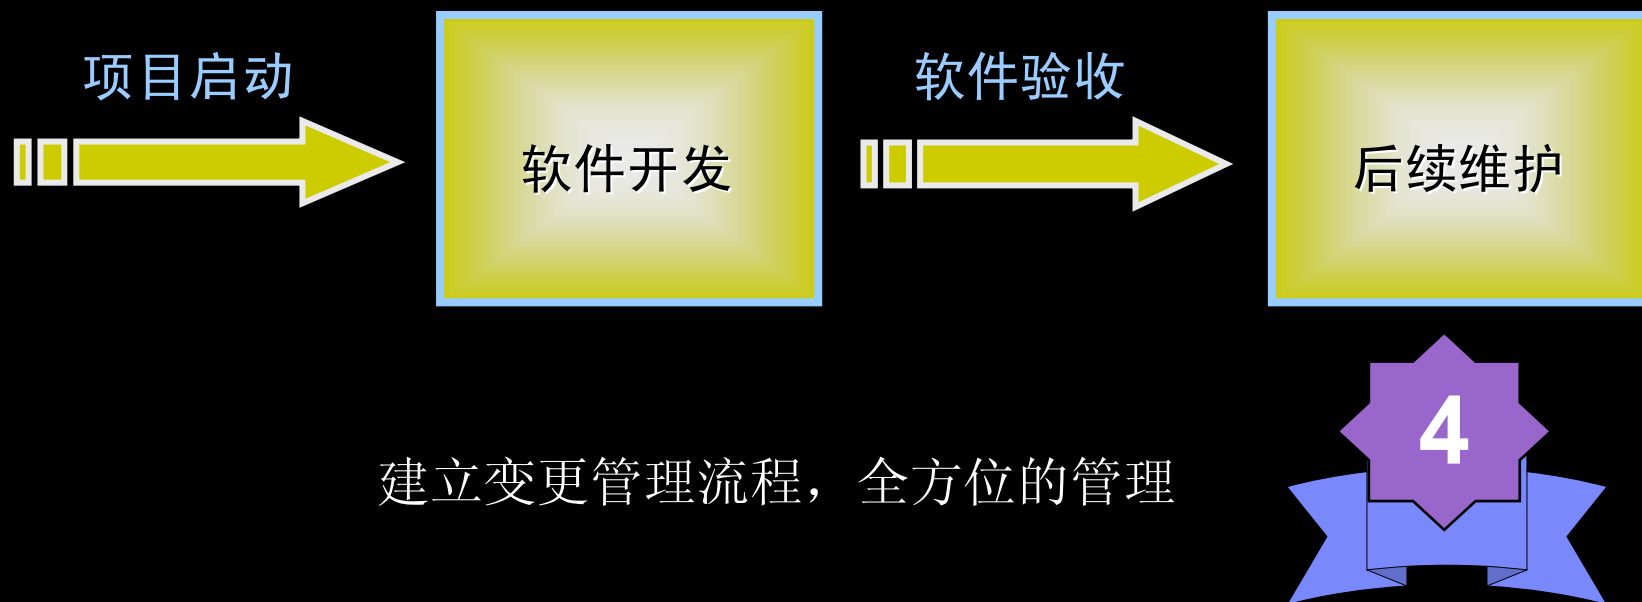 项目启动
软件开发
软件验收
后续维护
4
建立变更管理流程，全方位的管理